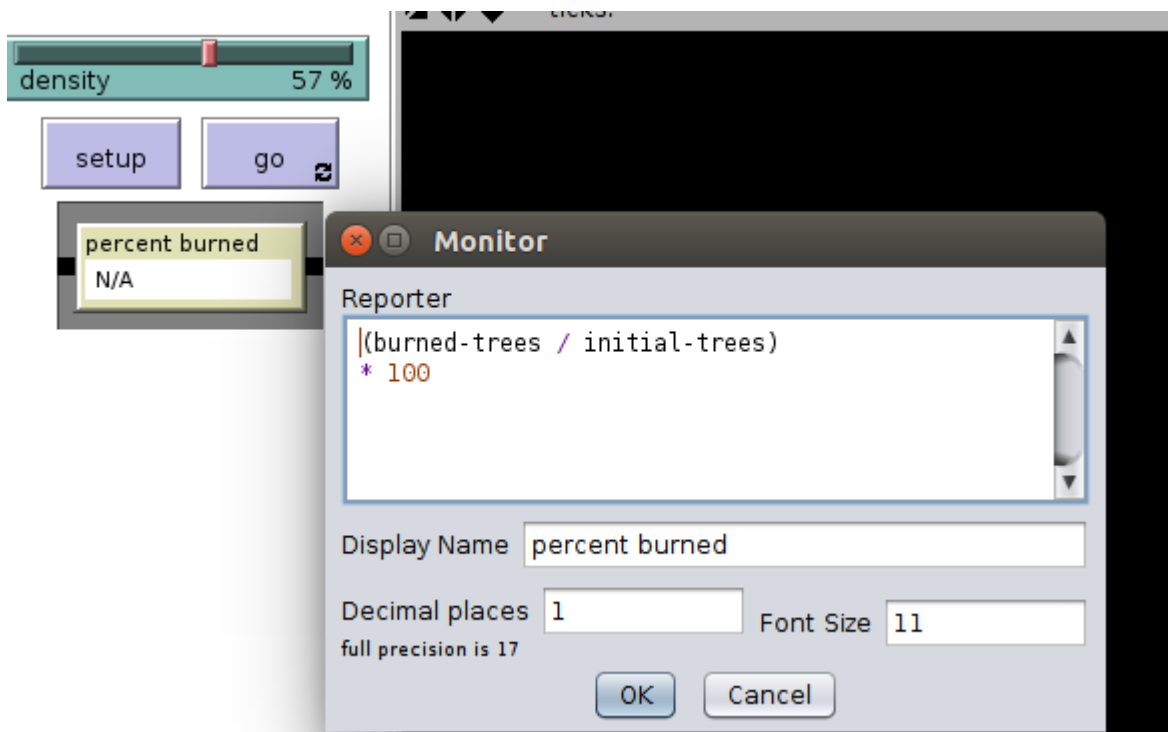 ticks:
density 57 %
setup go
percent burned
N/A
Monitor
Reporter
(burned-trees / initial-trees)
* 100
Display Name percent burned
Decimal places 1 Font Size 11
full precision is 17
OK Cancel